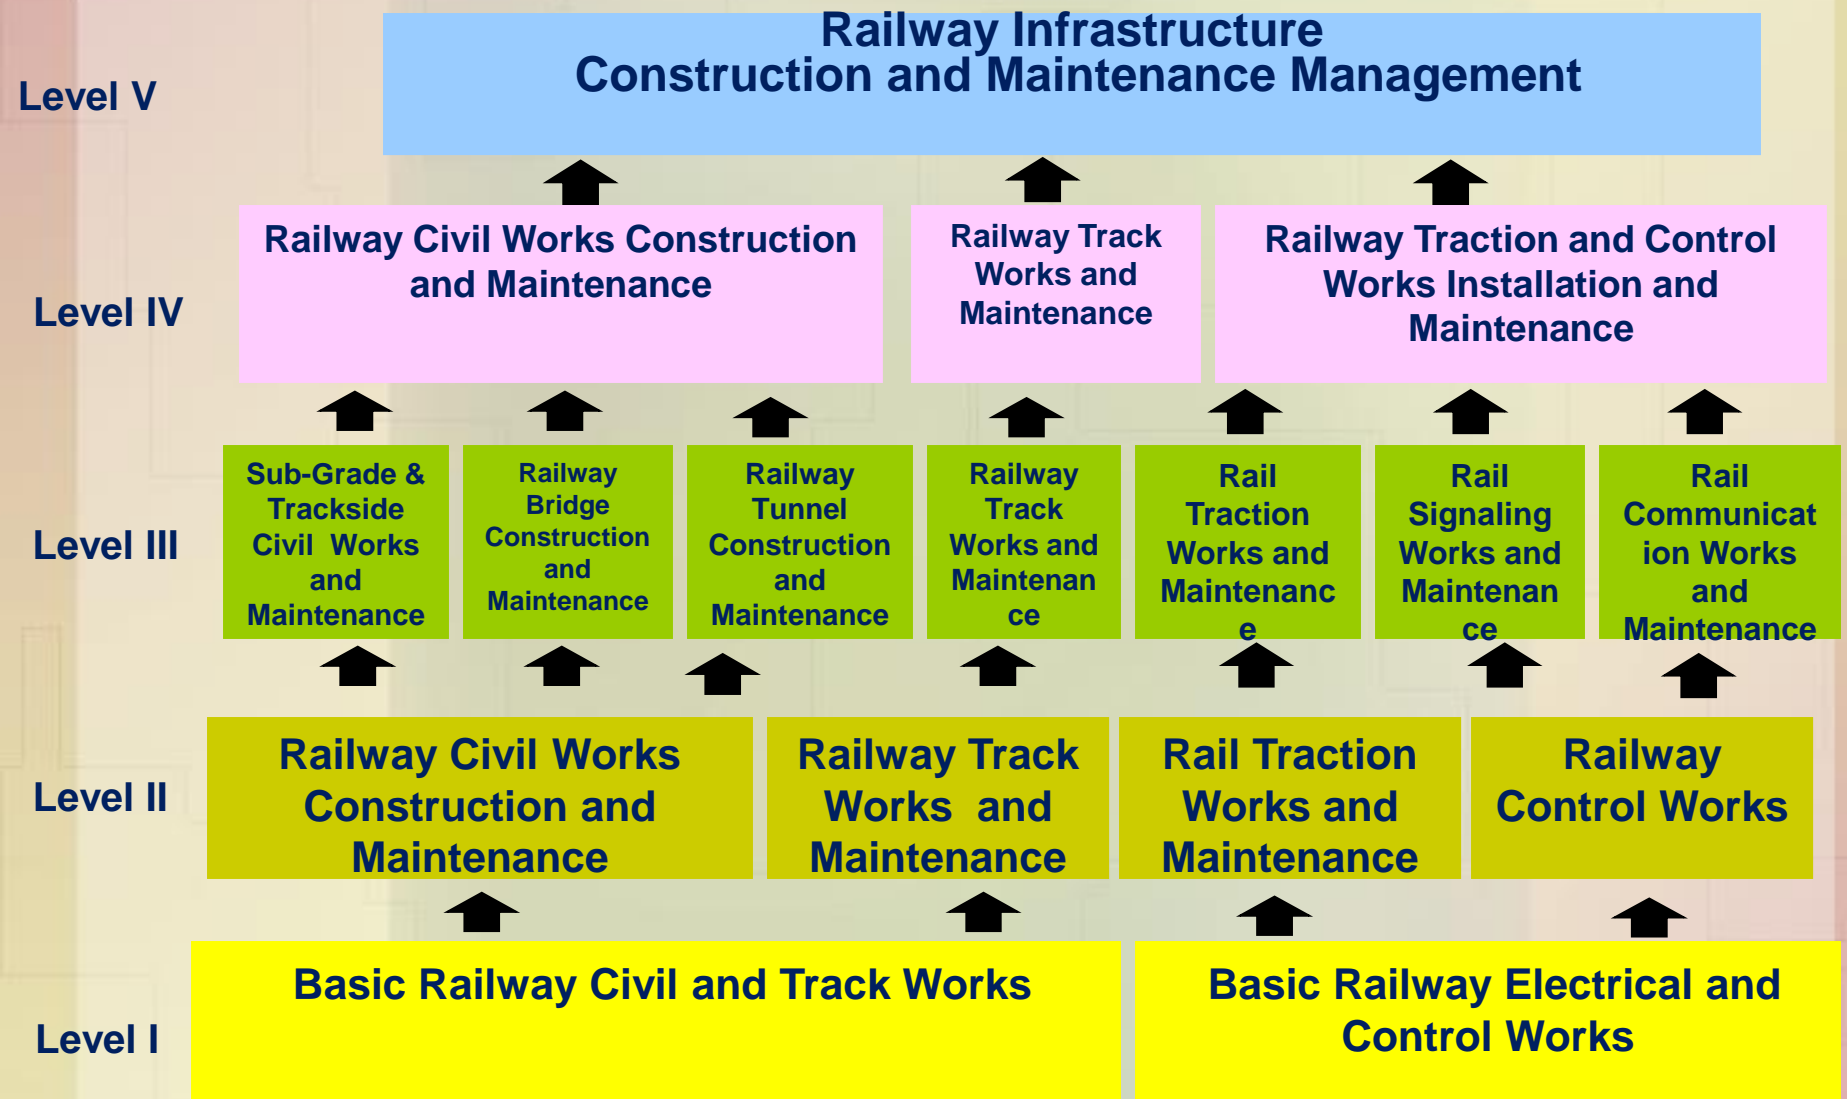 Railway Infrastructure
Construction and Maintenance Management
Level V
Railway Civil Works Construction
and Maintenance
Railway Track
Works and
Maintenance
Railway Traction and Control
Works Installation and
Maintenance
Level IV
Sub-Grade &
Trackside
Civil Works
and
Maintenance
Railway
Bridge
Construction
and
Maintenance
Railway
Tunnel
Construction
and
Maintenance
Railway
Track
Works and
Maintenan
ce
Rail
Traction
Works and
Maintenanc
e
Rail
Signaling
Works and
Maintenan
ce
Rail
Communicat
ion Works
and
Maintenance
Level III
Railway Civil Works
Construction and
Maintenance
Railway Track
Works and
Maintenance
Rail Traction
Works and
Maintenance
Railway
Control Works
Level II
Basic Railway Civil and Track Works
Basic Railway Electrical and
Control Works
Level I